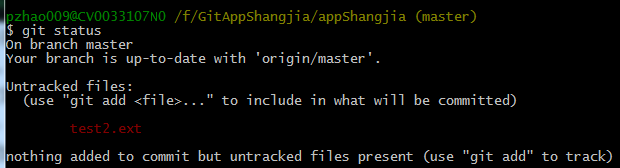 pzhao009@CV0033107N0 /f/GitAppShangjia/appShangjia (master)
$ git status
On branch master
Your branch is up-to-date with 'origin/master'.
Untracked files:
(use "git add <file>..." to include in what will be committed)
test2.ext
nothing added to commit but untracked files present (use "git add" to track)